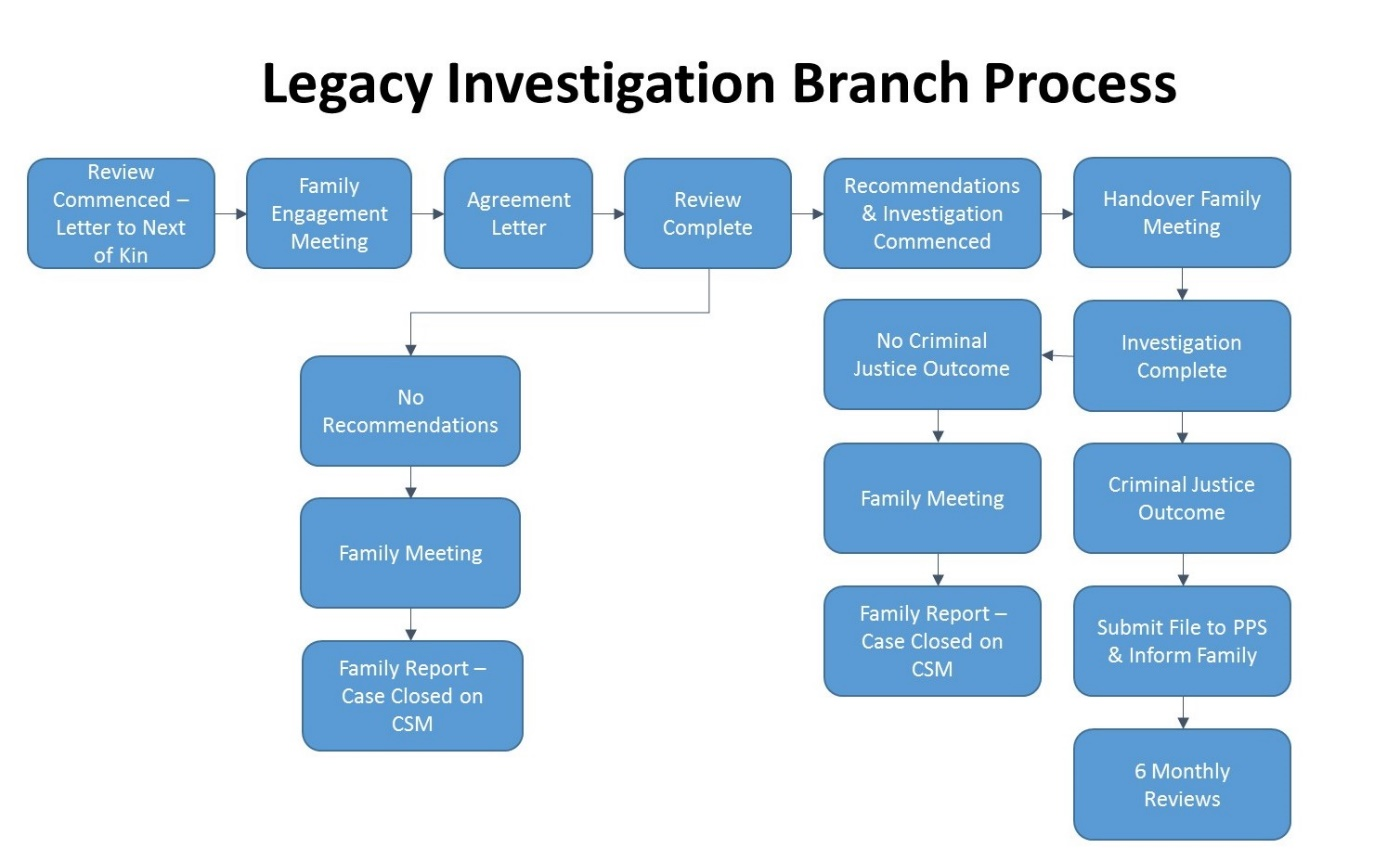 Legacy Investigation Branch Process
Review
Commenced –
Letter to Next
of Kin
Family
Engagement
Meeting
Agreement
Letter
Review
Complete
Recommendations
& Investigation
Commenced
Handover Family
Meeting
No Criminal
Justice Outcome
Investigation
Complete
No
Recommendations
Family Meeting
Criminal Justice
Outcome
Family Meeting
Family Report –
Case Closed on
CSM
Submit File to PPS
& Inform Family
Family Report –
Case Closed on
CSM
6 Monthly
Reviews